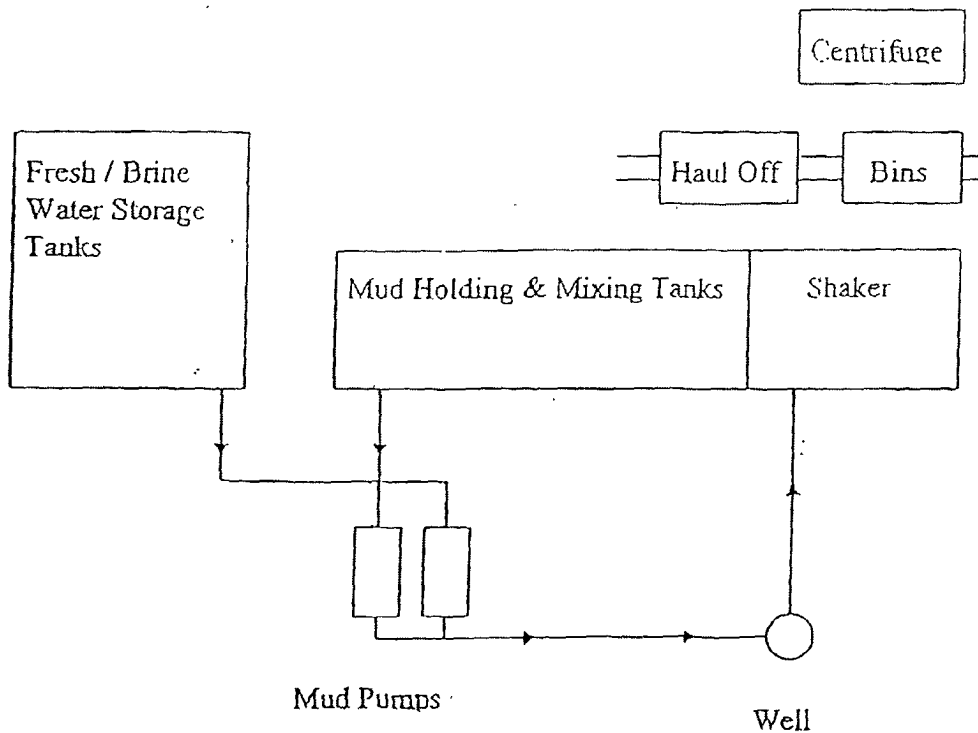 Centrifuge
Fresh / Brine
Water Storage
Tanks
Haul Off
Bins
Mud Holding & Mixing Tanks
Shaker
Mud Pumps
Well